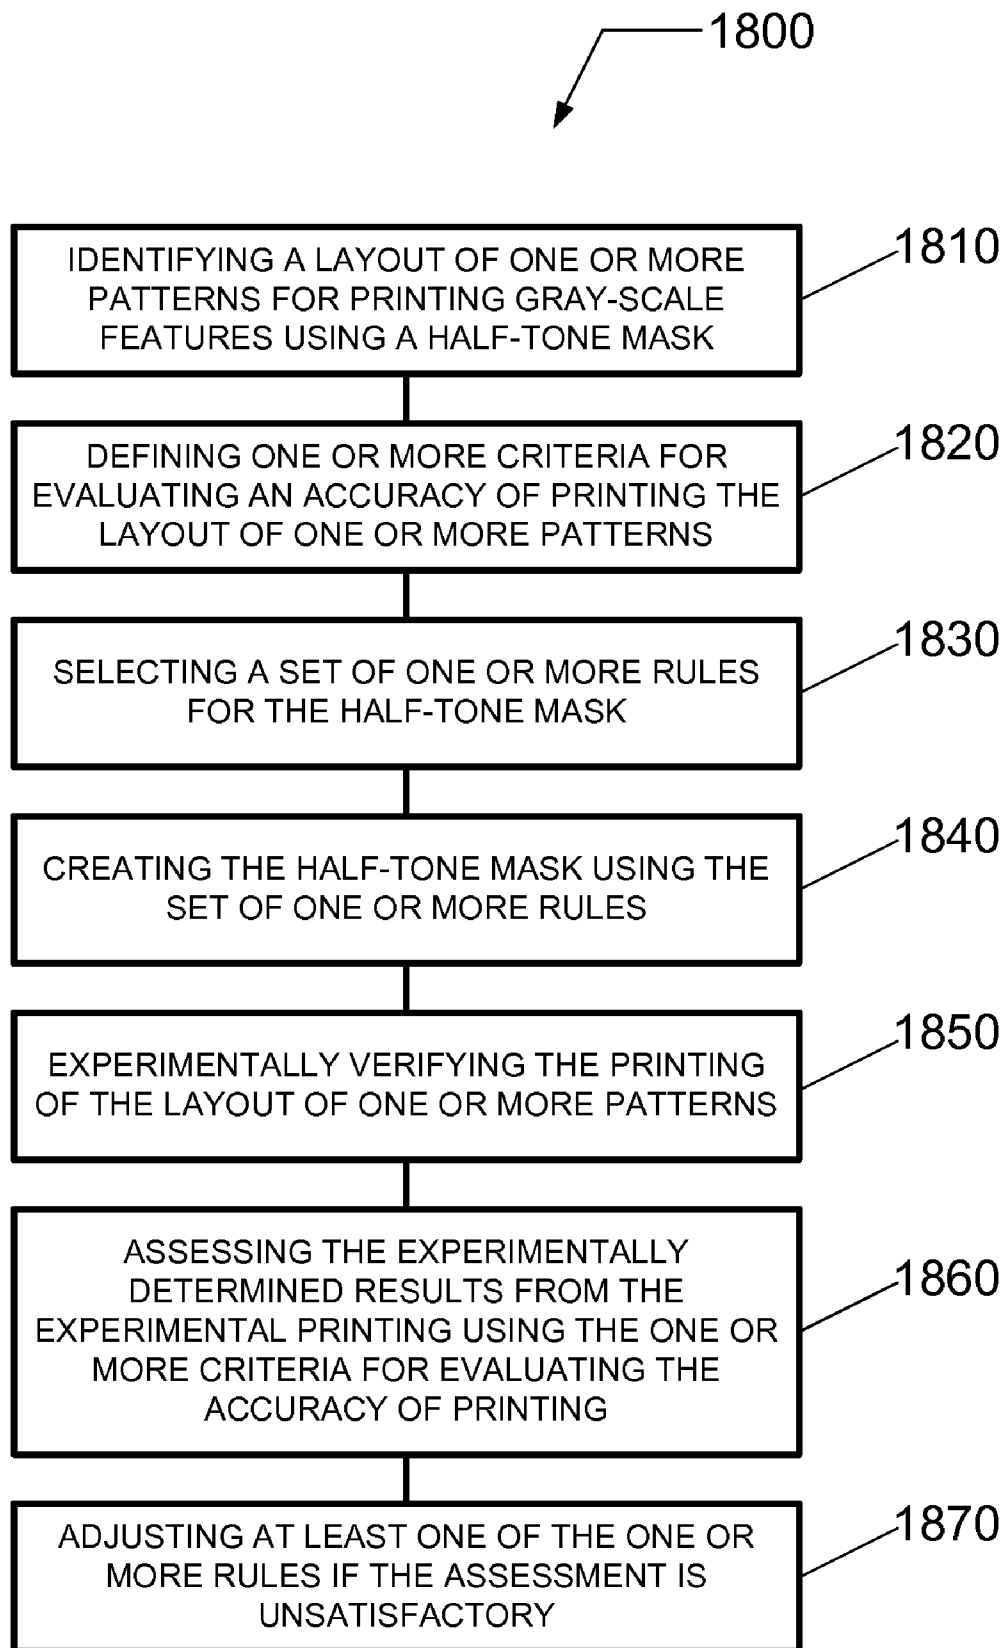 1800
IDENTIFYING A LAYOUT OF ONE OR MORE
PATTERNS FOR PRINTING GRAY-SCALE
FEATURES USING A HALF-TONE MASK
1810
DEFINING ONE OR MORE CRITERIA FOR
EVALUATING AN ACCURACY OF PRINTING THE
LAYOUT OF ONE OR MORE PATTERNS
1820
SELECTING A SET OF ONE OR MORE RULES
FOR THE HALF-TONE MASK
1830
CREATING THE HALF-TONE MASK USING THE
SET OF ONE OR MORE RULES
1840
EXPERIMENTALLY VERIFYING THE PRINTING
OF THE LAYOUT OF ONE OR MORE PATTERNS
1850
ASSESSING THE EXPERIMENTALLY
DETERMINED RESULTS FROM THE
EXPERIMENTAL PRINTING USING THE ONE OR
MORE CRITERIA FOR EVALUATING THE
ACCURACY OF PRINTING
1860
ADJUSTING AT LEAST ONE OF THE ONE OR
MORE RULES IF THE ASSESSMENT IS
UNSATISFACTORY
1870